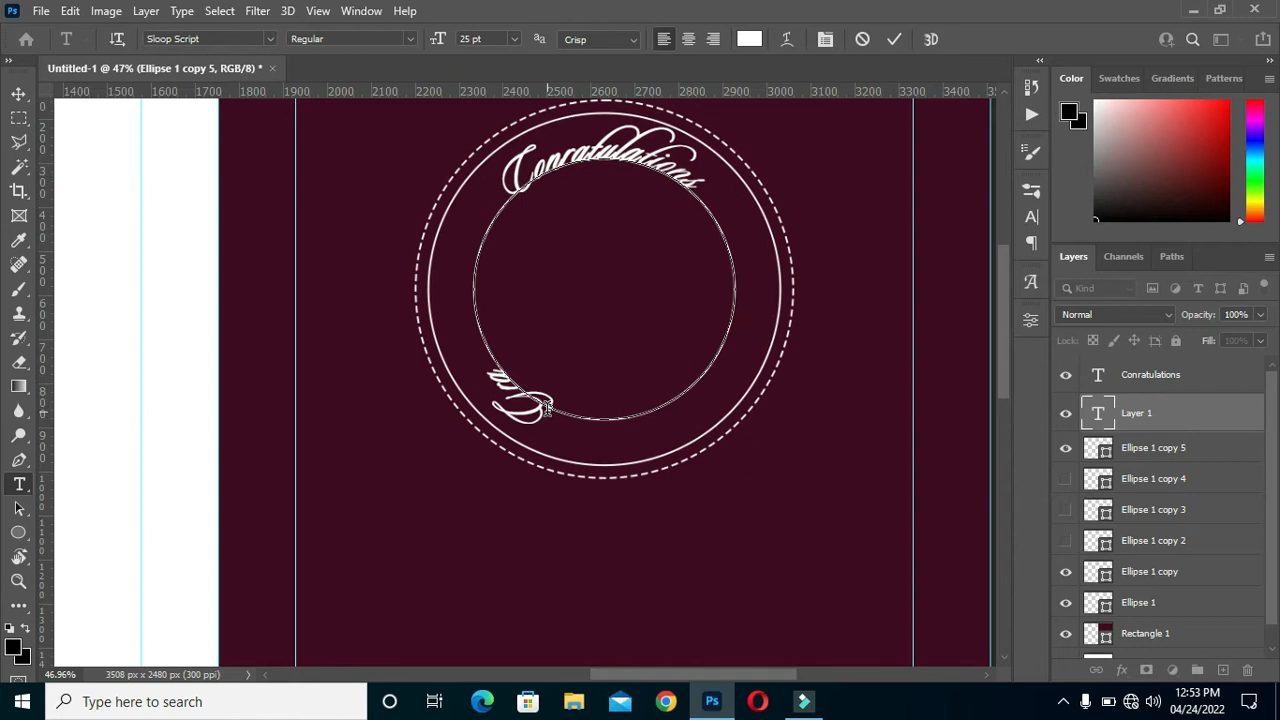 Ps File Edit Image Layer Type Select Filter 3D View Window Help
T Sloop Script Regular 25 pt Crisp 3D
Untitled-1 @ 47% (Ellipse 1 copy 5, RGB/8) *
1400 1500 1600 1700 1800 1900 2000 2100 2200 2300 2400 2500 2600 2700 2800 2900 3000 3100 3200 3300 3400
Conratulations
Gra
Color Swatches Gradients Patterns
Layers Channels Paths
Kind
Normal Opacity: 100%
Lock: Fill: 100%
Conratulations
Layer 1
Ellipse 1 copy 5
Ellipse 1 copy 4
Ellipse 1 copy 3
Ellipse 1 copy 2
Ellipse 1 copy
Ellipse 1
Rectangle 1
46.96% 3508 px x 2480 px (300 ppi)
Type here to search
12:53 PM
04/24/2022